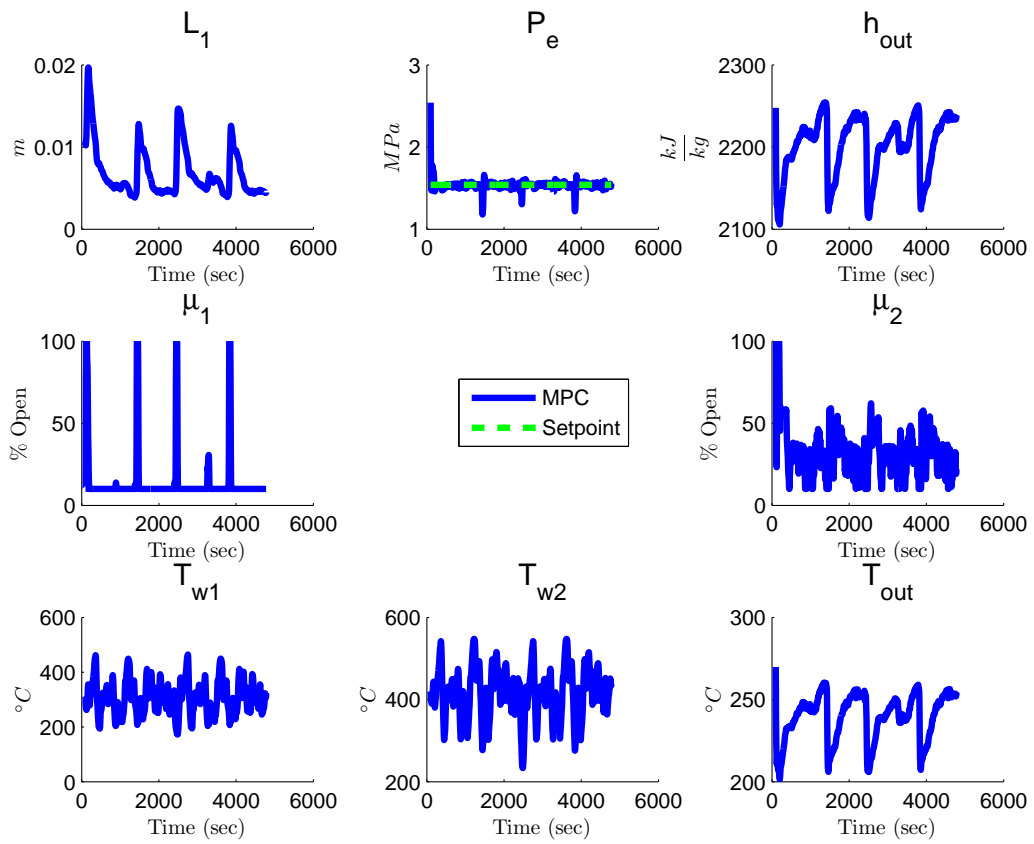 L1
0.02
0.01
0
m
0 2000 4000 6000
Time (sec)
Pe
3
2
1
MPa
0 2000 4000 6000
Time (sec)
hout
2300
2200
2100
kJ
kg
0 2000 4000 6000
Time (sec)
μ1
100
50
0
% Open
0 2000 4000 6000
Time (sec)
MPC
Setpoint
μ2
100
50
0
% Open
0 2000 4000 6000
Time (sec)
Tw1
600
400
200
0
°C
0 2000 4000 6000
Time (sec)
Tw2
600
400
200
°C
0 2000 4000 6000
Time (sec)
Tout
300
250
200
°C
0 2000 4000 6000
Time (sec)